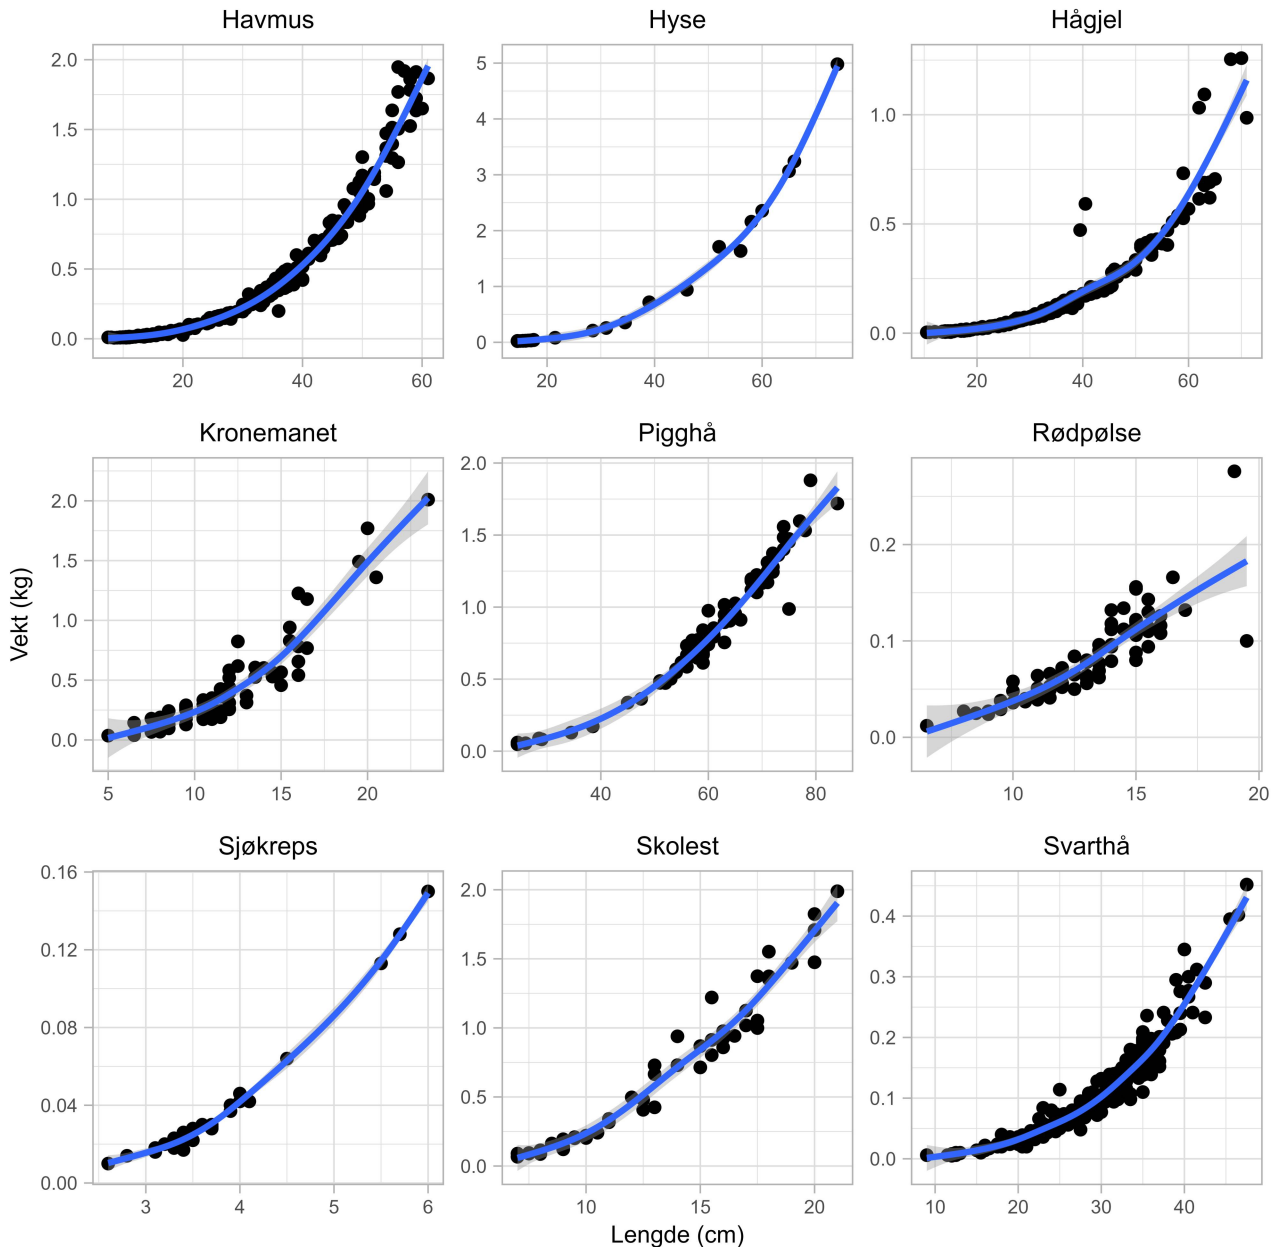 Havmus
Hyse
Hågjel
2.0
1.5
1.0
0.5
0.0
20 40 60
5
4
3
2
1
0
20 40 60
1.0
0.5
0.0
20 40 60
Kronemanet
Pigghå
Rødpølse
Vekt (kg)
2.0
1.5
1.0
0.5
0.0
5 10 15 20
2.0
1.5
1.0
0.5
0.0
40 60 80
0.2
0.1
0.0
10 15 20
Sjøkreps
Skolest
Svarthå
0.16
0.12
0.08
0.04
0.00
3 4 5 6
2.0
1.5
1.0
0.5
0.0
10 15 20
0.4
0.3
0.2
0.1
0.0
10 20 30 40
Lengde (cm)